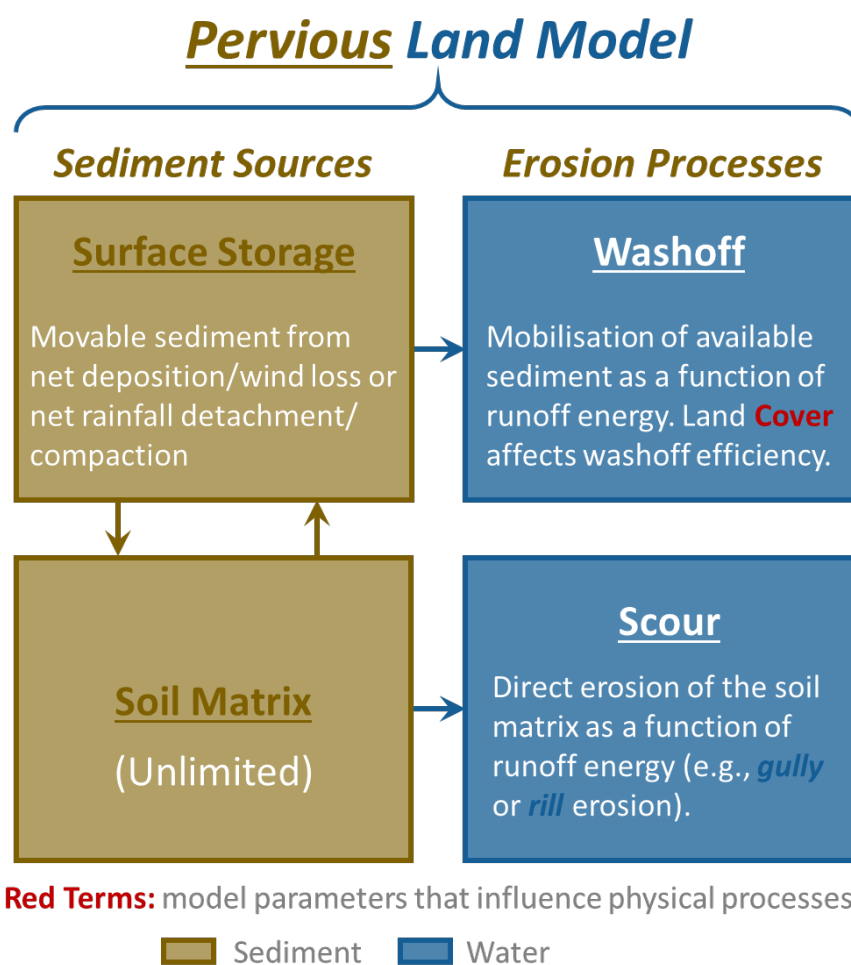 Pervious Land Model
Sediment Sources
Erosion Processes
Surface Storage
Movable sediment from
net deposition/wind loss or
net rainfall detachment/
compaction
Washoff
Mobilisation of available
sediment as a function of
runoff energy. Land Cover
affects washoff efficiency.
Soil Matrix
(Unlimited)
Scour
Direct erosion of the soil
matrix as a function of
runoff energy (e.g., gully
or rill erosion).
Red Terms: model parameters that influence physical processes
Sediment
Water